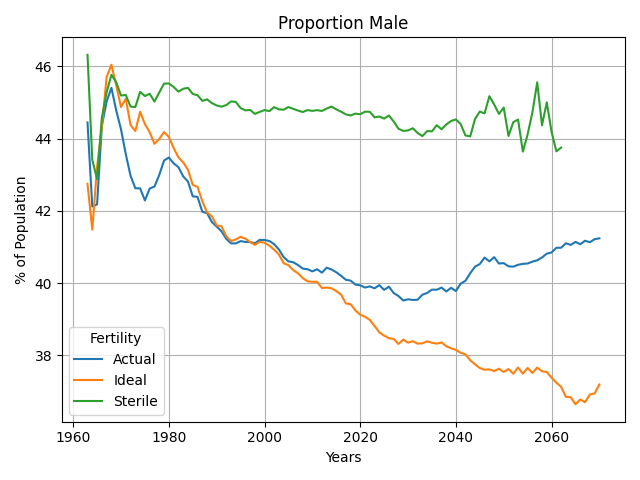 Proportion Male
% of Population
46
44
42
40
38
Fertility
Actual
Ideal
Sterile
1960 1980 2000 2020 2040 2060
Years